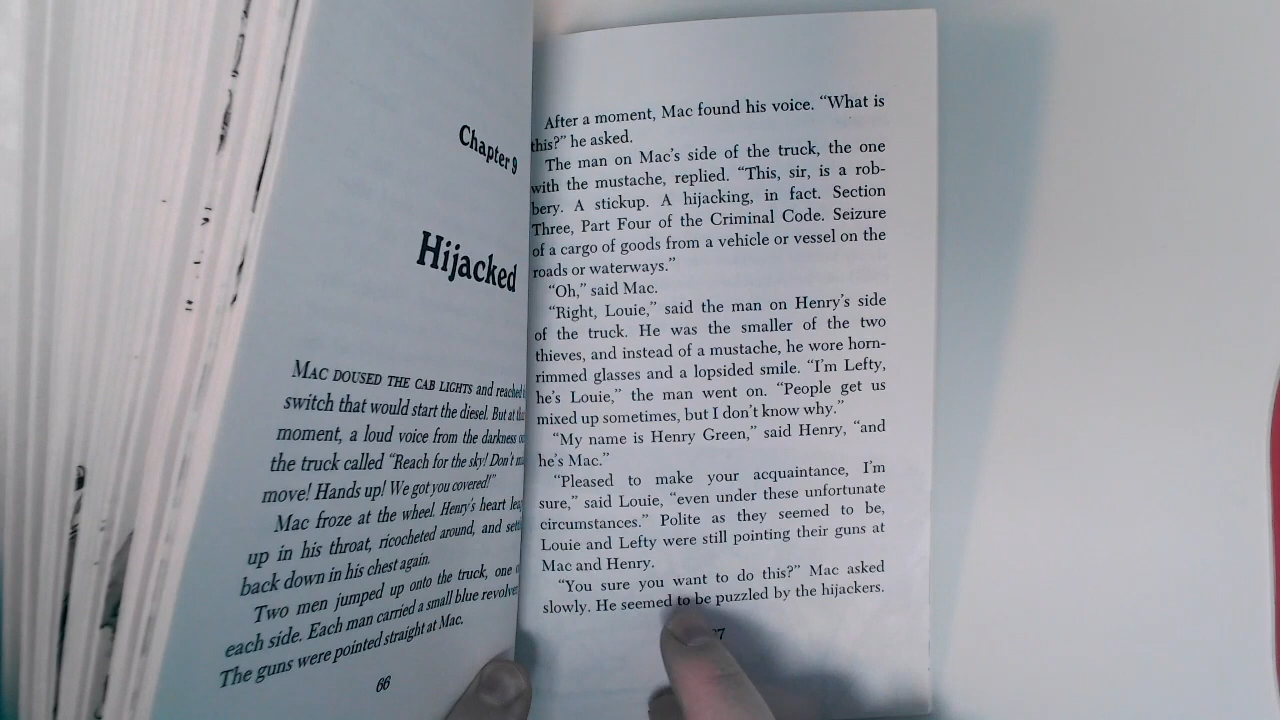 Chapter 9
Hijacked
MAC DOUSED THE CAB LIGHTS and reached
switch that would start the diesel. But at
moment, a loud voice from the darkness
the truck called "Reach for the sky! Don't
move! Hands up! We got you covered!"
Mac froze at the wheel. Henry's heart
up in his throat, ricocheted around, and
back down in his chest again.
Two men jumped up onto the truck, one
each side. Each man carried a small blue
The guns were pointed straight at Mac.
66
After a moment, Mac found his voice. "What is
this?" he asked.
The man on Mac's side of the truck, the one
with the mustache, replied. "This, sir, is a rob-
bery. A stickup. A hijacking, in fact. Section
Three, Part Four of the Criminal Code. Seizure
of a cargo of goods from a vehicle or vessel on the
roads or waterways."
"Oh," said Mac.
"Right, Louie," said the man on Henry's side
of the truck. He was the smaller of the two
thieves, and instead of a mustache, he wore horn-
rimmed glasses and a lopsided smile. "I'm Lefty,
he's Louie," the man went on. "People get us
mixed up sometimes, but I don't know why."
"My name is Henry Green," said Henry, "and
he's Mac."
"Pleased to make your acquaintance, I'm
sure," said Louie, "even under these unfortunate
circumstances." Polite as they seemed to be,
Louie and Lefty were still pointing their guns at
Mac and Henry.
"You sure you want to do this?" Mac asked
slowly. He seemed to be puzzled by the hijackers.